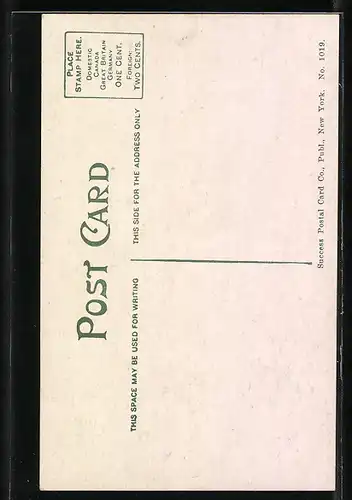 POST CARD
PLACE
STAMP HERE.
DOMESTIC
CANADA
GREAT BRITAIN
GERMANY
ONE CENT.
FOREIGN:
TWO CENTS.
THIS SPACE MAY BE USED FOR WRITING
THIS SIDE FOR THE ADDRESS ONLY
Success Postal Card Co., Publ., New York. No. 1019.